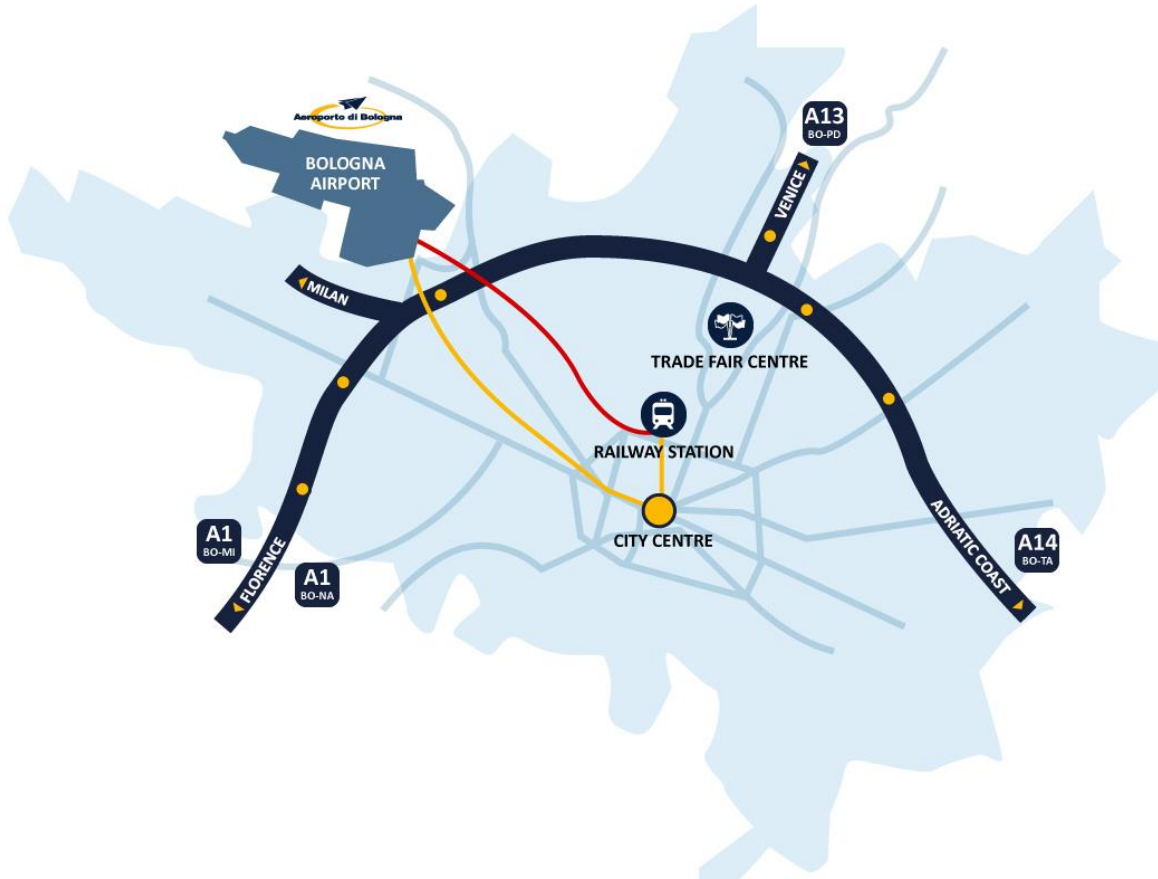 Aeroporto di Bologna
BOLOGNA
AIRPORT
A13
BO-PD
VENICE
MILAN
TRADE FAIR CENTRE
RAILWAY STATION
CITY CENTRE
A1
BO-MI
FLORENCE
A1
BO-NA
ADRIATIC COAST
A14
BO-TA